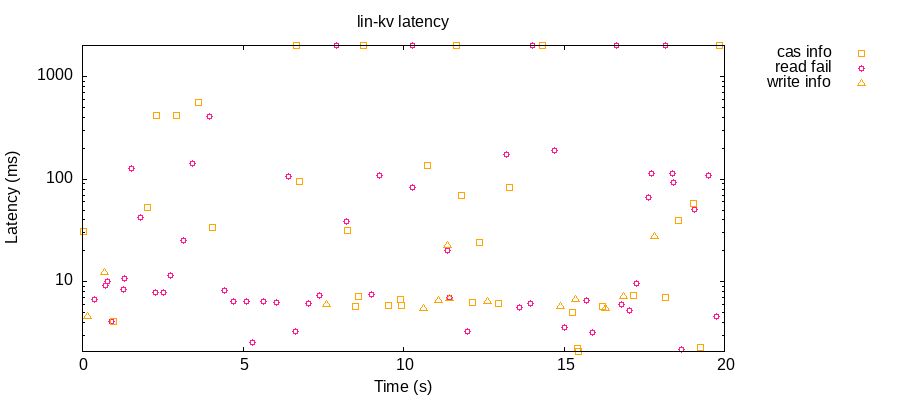 lin-kv latency
cas info
read fail
write info
1000
100
10
Latency (ms)
0 5 10 15 20
Time (s)